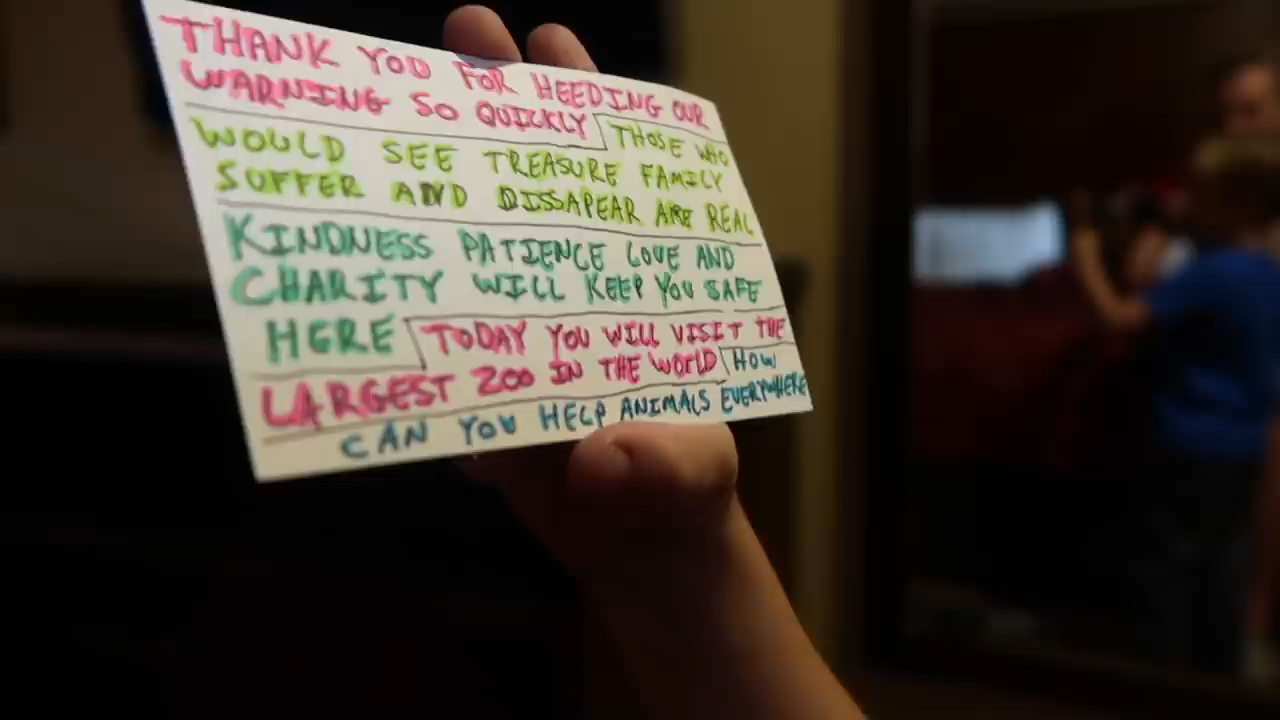 THANK YOU FOR HEEDING OUR
WARNING SO QUICKLY THOSE WHO
WOULD SEE TREASURE FAMILY
SUFFER AND DISSAPEAR ARE REAL
KINDNESS PATIENCE LOVE AND
CHARITY WILL KEEP YOU SAFE
HERE TODAY YOU WILL VISIT THE
LARGEST ZOO IN THE WORLD HOW
CAN YOU HELP ANIMALS EVERYWHERE